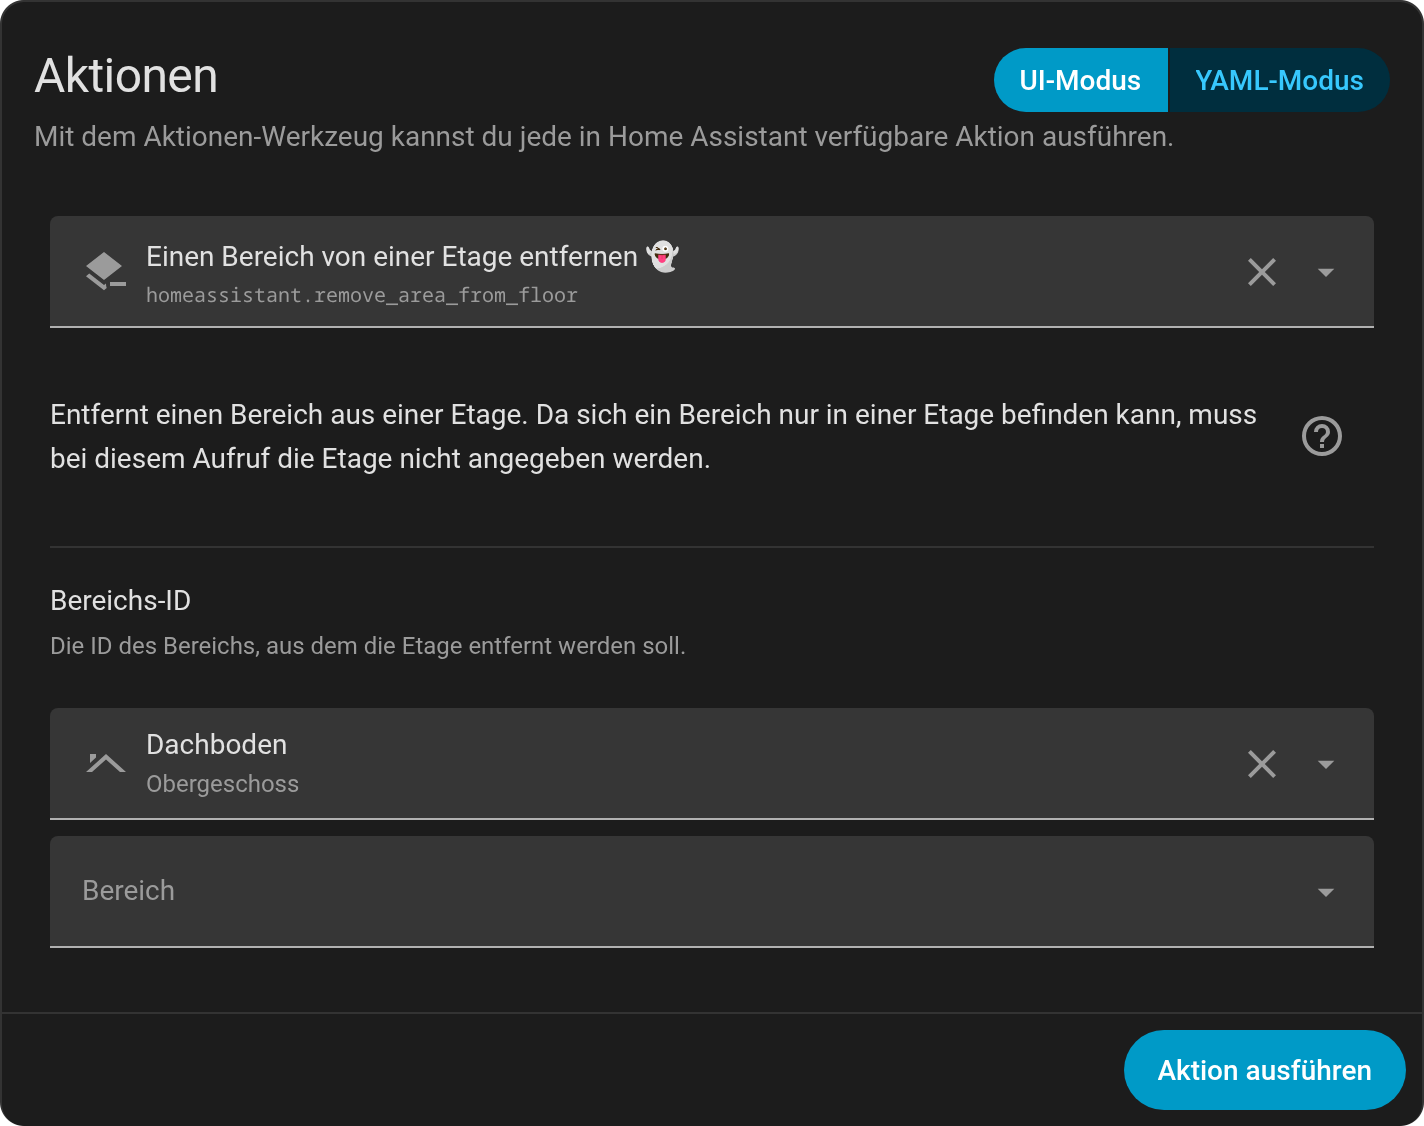 Aktionen
UI-Modus
YAML-Modus
Mit dem Aktionen-Werkzeug kannst du jede in Home Assistant verfügbare Aktion ausführen.
Einen Bereich von einer Etage entfernen 👻
homeassistant.remove_area_from_floor
Entfernt einen Bereich aus einer Etage. Da sich ein Bereich nur in einer Etage befinden kann, muss
bei diesem Aufruf die Etage nicht angegeben werden.
Bereichs-ID
Die ID des Bereichs, aus dem die Etage entfernt werden soll.
Dachboden
Obergeschoss
Bereich
Aktion ausführen